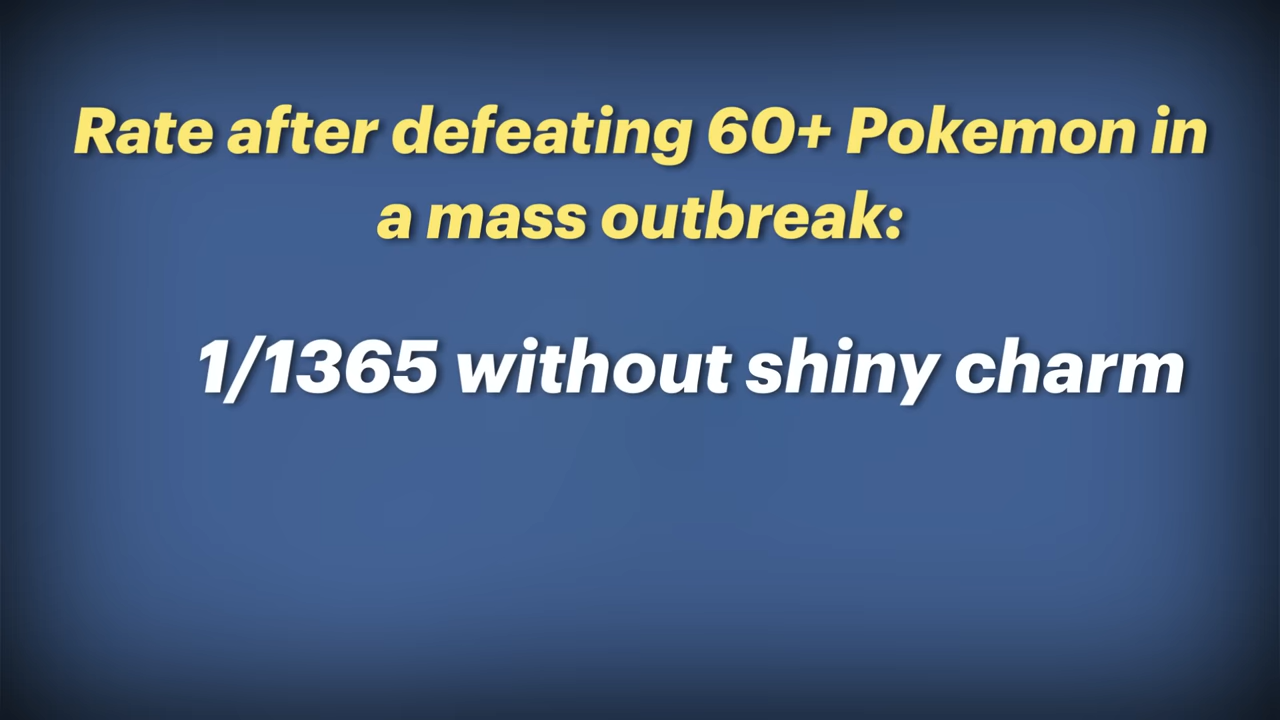 Rate after defeating 60+ Pokemon in
a mass outbreak:
1/1365 without shiny charm